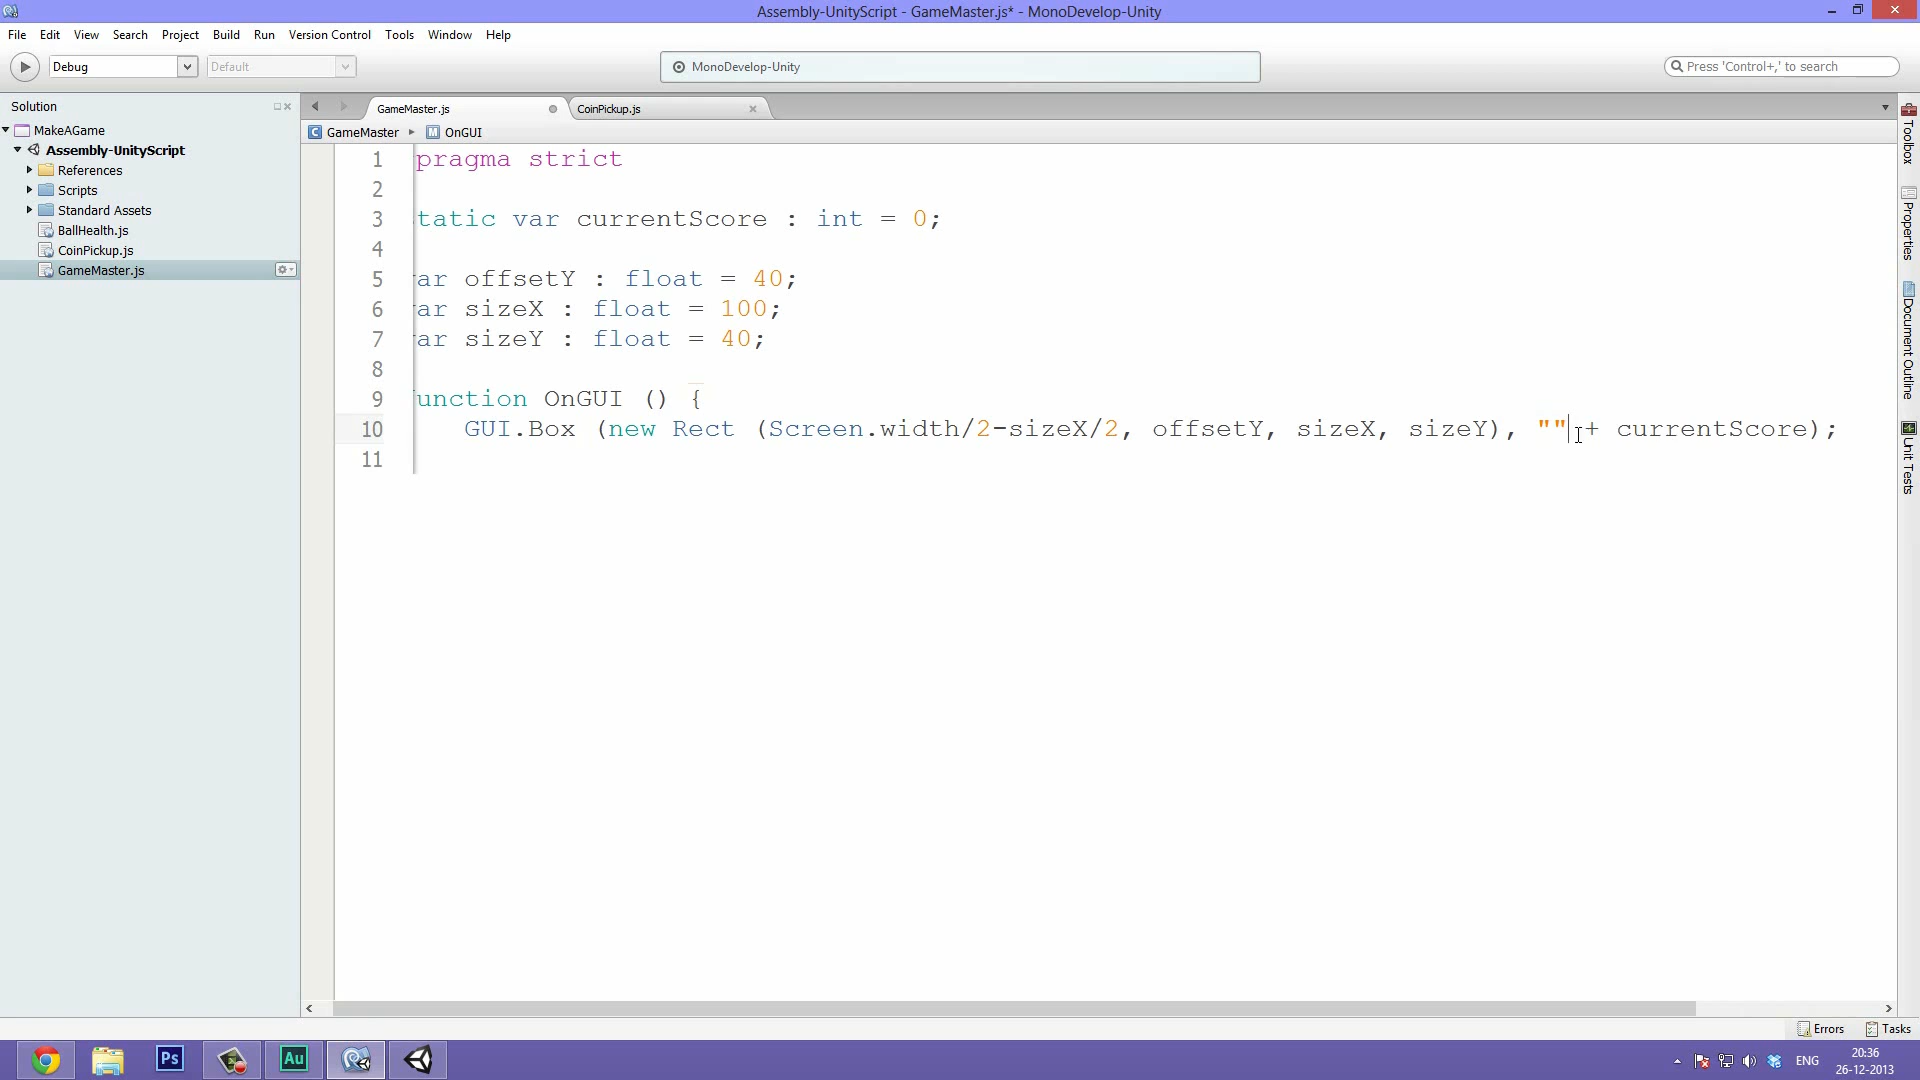 Assembly-UnityScript - GameMaster.js* - MonoDevelop-Unity
File Edit View Search Project Build Run Version Control Tools Window Help
Debug Default MonoDevelop-Unity Press 'Control+,' to search
Solution
MakeAGame
Assembly-UnityScript
References
Scripts
Standard Assets
BallHealth.js
CoinPickup.js
GameMaster.js
GameMaster.js CoinPickup.js
GameMaster OnGUI
1 pragma strict
2
3 tatic var currentScore : int = 0;
4
5 var offsetY : float = 40;
6 var sizeX : float = 100;
7 var sizeY : float = 40;
8
9 unction OnGUI () {
10 GUI.Box (new Rect (Screen.width/2-sizeX/2, offsetY, sizeX, sizeY), "" + currentScore);
11
Toolbox
Properties
Document Outline
Unit Tests
Errors Tasks
Ps Au ENG 20:36
26-12-2013